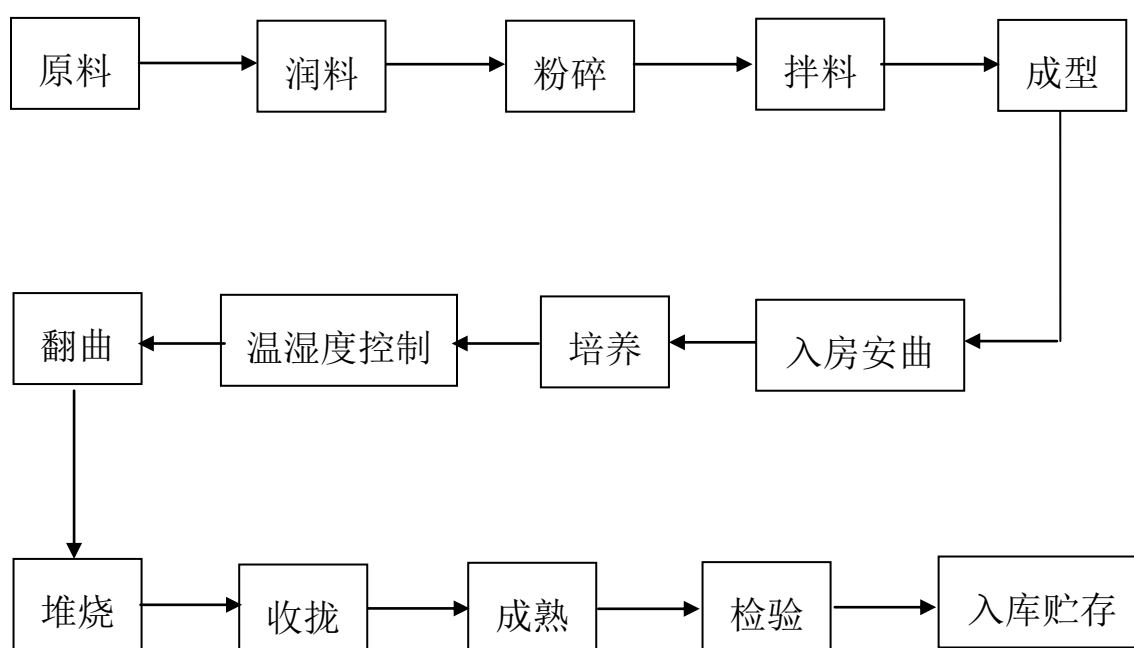 原料
润料
粉碎
拌料
成型
入房安曲
培养
温湿度控制
翻曲
堆烧
收拢
成熟
检验
入库贮存